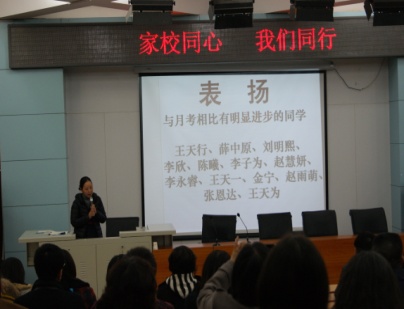 家校同心 我们同行
表 扬
与月考相比有明显进步的同学
王天行、薛中原、刘明熙、
李欣、陈曦、李子为、赵慧妍、
李永睿、王天一、金宁、赵雨萌、
张恩达、王天为